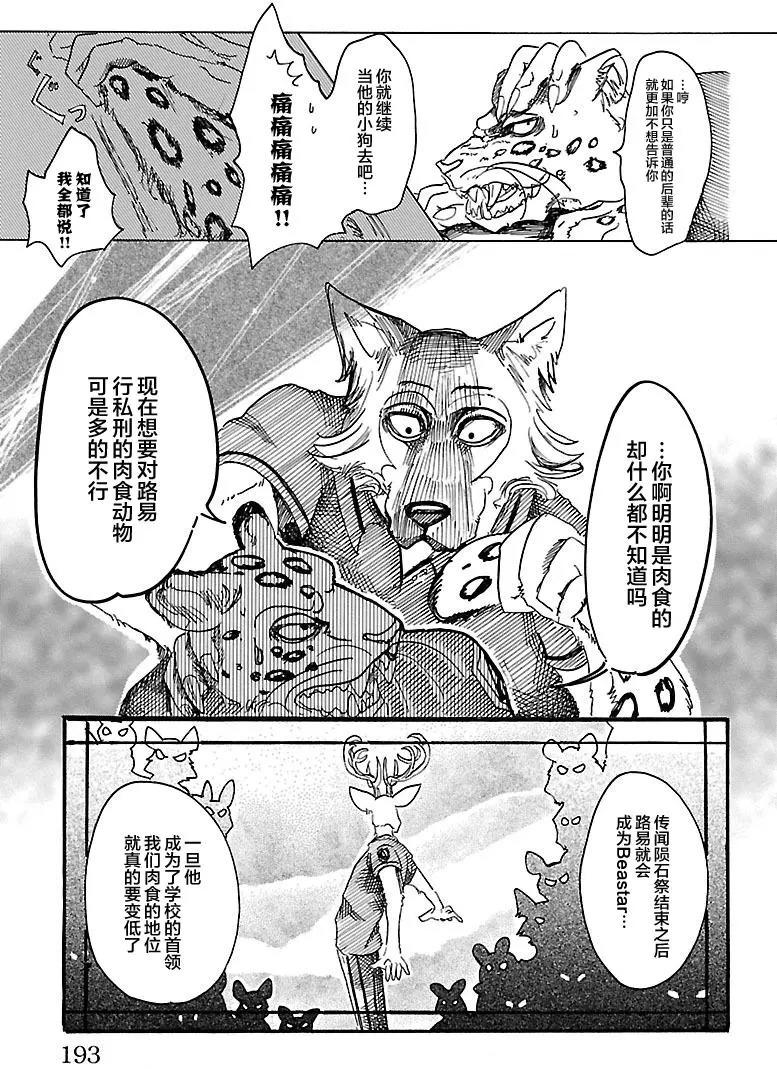 …哼
如果你只是普通的后辈的话
就更加不想告诉你
你就继续
当他的小狗去吧…
痛痛痛痛痛!!
知道了
我全都说!!
…你啊明明是肉食的
却什么都不知道吗
现在想要对路易
行私刑的肉食动物
可是多的不行
传闻陨石祭结束之后
路易就会
成为Beastar…
一旦他
成为了学校的首领
我们肉食的地位
就真的要变低了
193